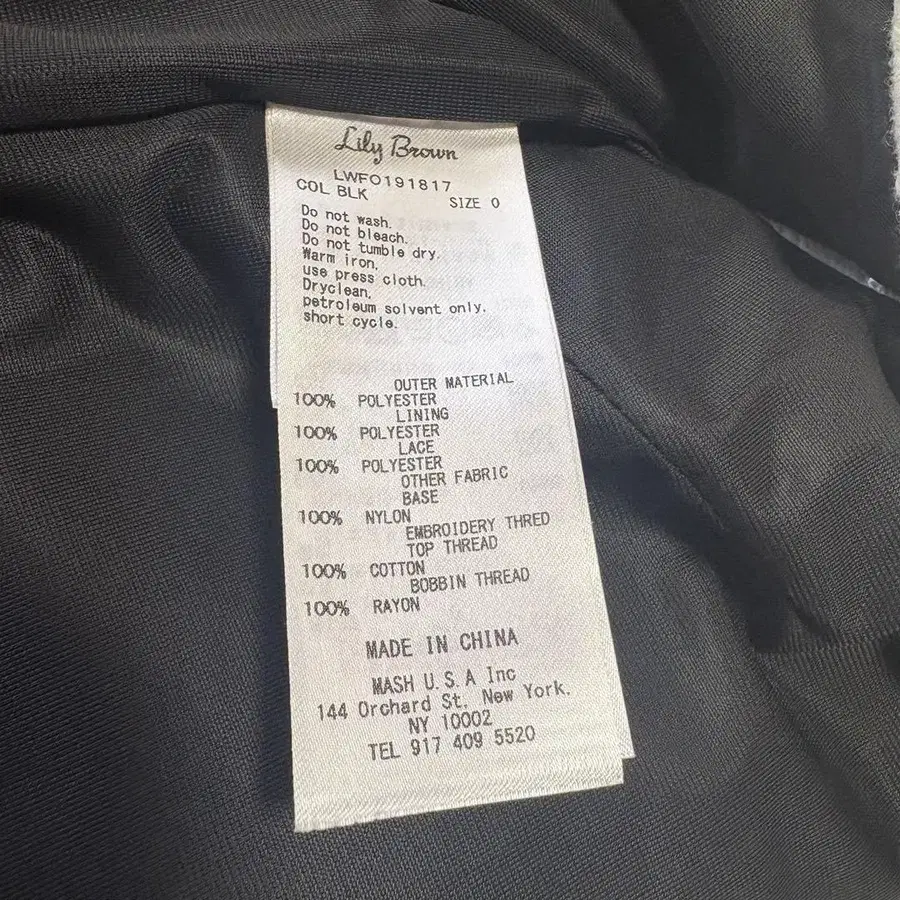 Lily Brown
LWFO191817
COL BLK
SIZE 0
Do not wash.
Do not bleach.
Do not tumble dry.
Warm iron,
use press cloth.
Dryclean,
petroleum solvent only.
short cycle.
OUTER MATERIAL
100% POLYESTER
LINING
100% POLYESTER
LACE
100% POLYESTER
OTHER FABRIC
BASE
100% NYLON
EMBROIDERY THRED
TOP THREAD
100% COTTON
BOBBIN THREAD
100% RAYON
MADE IN CHINA
MASH U.S.A Inc
144 Orchard St, New York.
NY 10002
TEL 917 409 5520